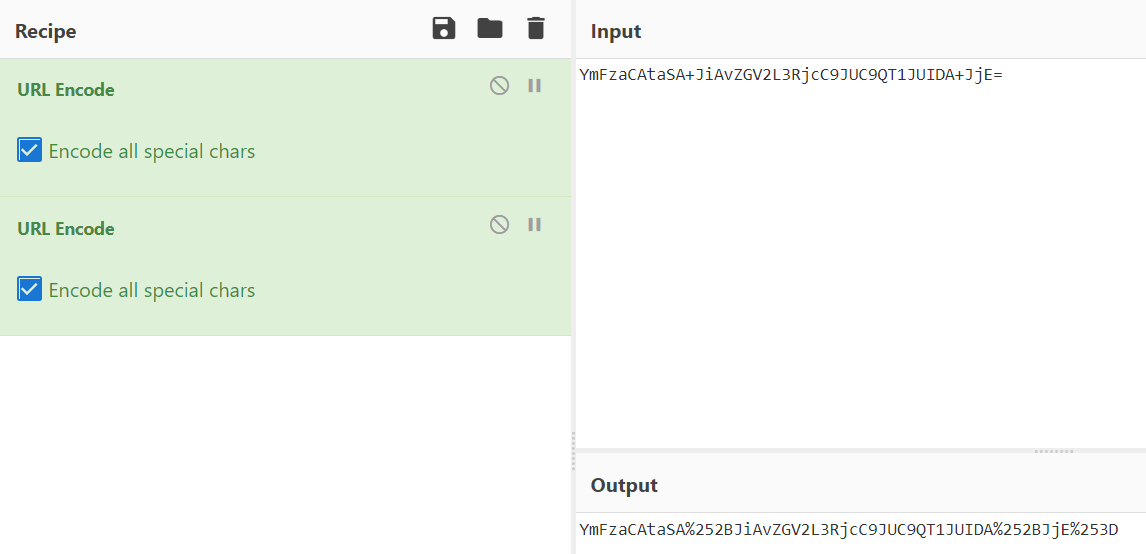 Recipe
URL Encode
Encode all special chars
URL Encode
Encode all special chars
Input
YmFzaCAtaSA+JiAvZGV2L3RjcC9JUC9QT1JUIDA+JjE=
Output
YmFzaCAtaSA%252BJiAvZGV2L3RjcC9JUC9QT1JUIDA%252BJjE%253D